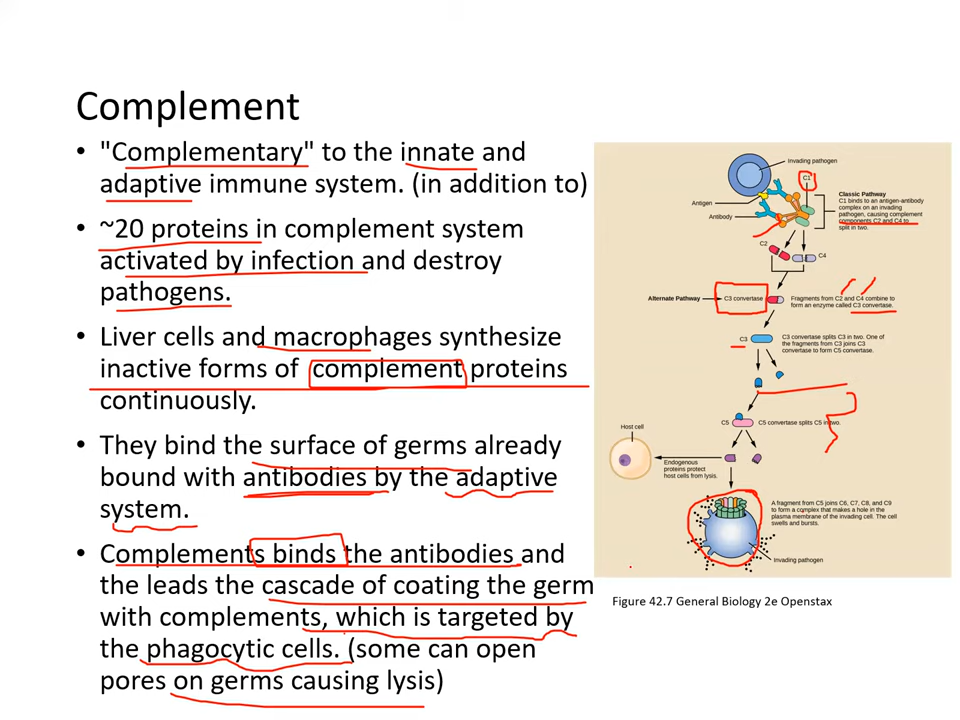 Complement
• "Complementary" to the innate and
adaptive immune system. (in addition to)
• ~20 proteins in complement system
activated by infection and destroy
pathogens.
• Liver cells and macrophages synthesize
inactive forms of complement proteins
continuously.
• They bind the surface of germs already
bound with antibodies by the adaptive
system.
• Complements binds the antibodies and
the leads the cascade of coating the germ
with complements, which is targeted by
the phagocytic cells. (some can open
pores on germs causing lysis)
Invading pathogen
C1
Antigen
Antibody
Classic Pathway
C1 binds to an antigen-antibody
complex on an invading
pathogen, causing complement
components C2 and C4 to
split in two.
C2
C4
Alternate Pathway
C3 convertase
Fragments from C2 and C4 combine to
form an enzyme called C3 convertase.
C3
C3 convertase splits C3 in two. One of
the fragments from C3 joins C3
convertase to form C5 convertase.
C5
C5 convertase splits C5 in two.
Host cell
Endogenous
proteins protect
host cells from lysis.
A fragment from C5 joins C6, C7, C8, and C9
to form a complex that makes a hole in the
plasma membrane of the invading cell. The cell
swells and bursts.
Invading pathogen
Figure 42.7 General Biology 2e Openstax